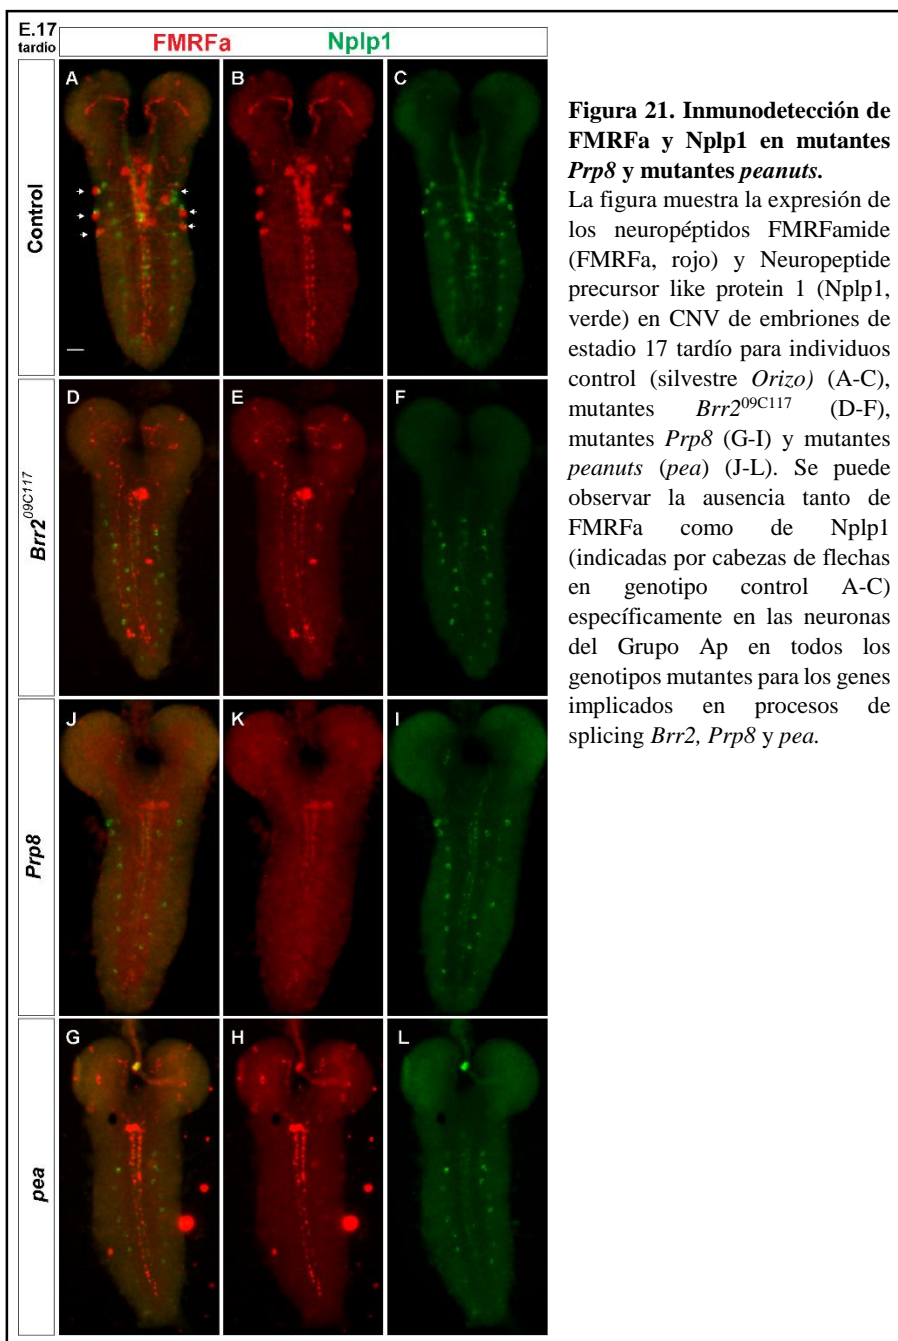 E.17
tardio
FMRFa Nplp1
Control
A B C
Brr209C117
D E F
Prp8
J K I
pea
G H L
Figura 21. Inmunodetección de
FMRFa y Nplp1 en mutantes
Prp8 y mutantes peanuts.
La figura muestra la expresión de
los neuropéptidos FMRFamide
(FMRFa, rojo) y Neuropeptide
precursor like protein 1 (Nplp1,
verde) en CNV de embriones de
estadio 17 tardío para individuos
control (silvestre Orizo) (A-C),
mutantes Brr209C117 (D-F),
mutantes Prp8 (G-I) y mutantes
peanuts (pea) (J-L). Se puede
observar la ausencia tanto de
FMRFa como de Nplp1
(indicadas por cabezas de flechas
en genotipo control A-C)
específicamente en las neuronas
del Grupo Ap en todos los
genotipos mutantes para los genes
implicados en procesos de
splicing Brr2, Prp8 y pea.